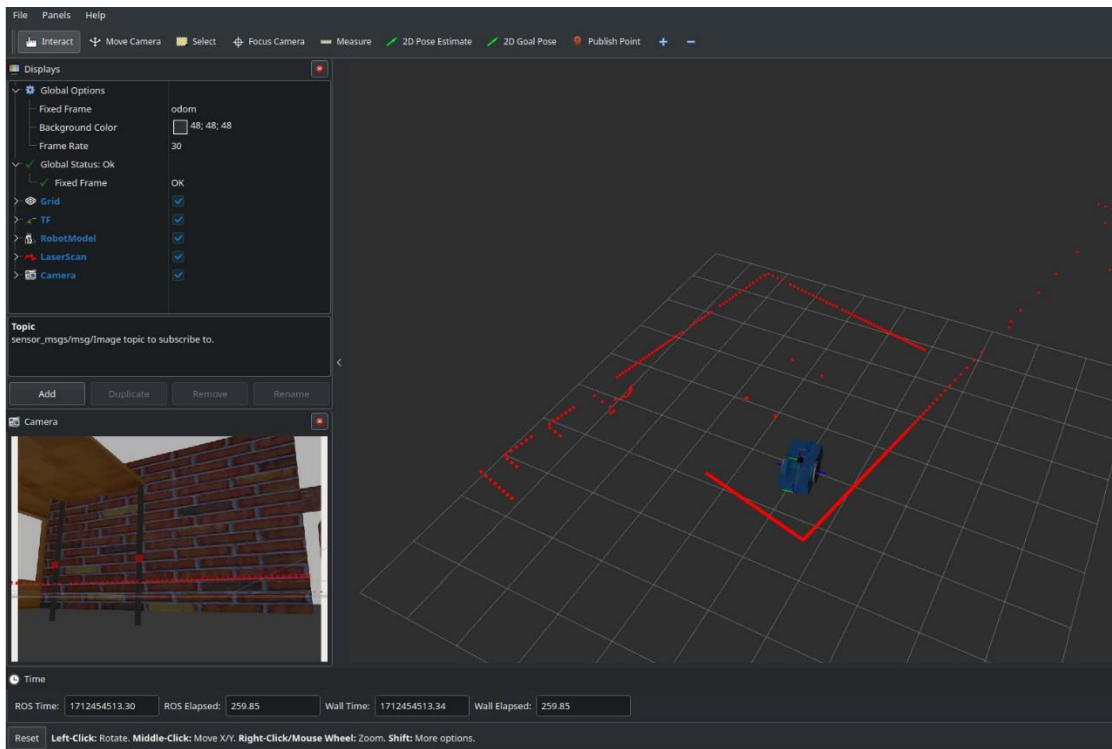 File Panels Help
Interact Move Camera Select Focus Camera Measure 2D Pose Estimate 2D Goal Pose Publish Point
Displays
Global Options
Fixed Frame odom
Background Color 48; 48; 48
Frame Rate 30
Global Status: Ok
Fixed Frame OK
Grid
TF
RobotModel
LaserScan
Camera
Topic
sensor_msgs/msg/Image topic to subscribe to.
Add Duplicate Remove Rename
Camera
Time
ROS Time: 1712454513.30 ROS Elapsed: 259.85 Wall Time: 1712454513.34 Wall Elapsed: 259.85
Reset Left-Click: Rotate. Middle-Click: Move X/Y. Right-Click/Mouse Wheel: Zoom. Shift: More options.